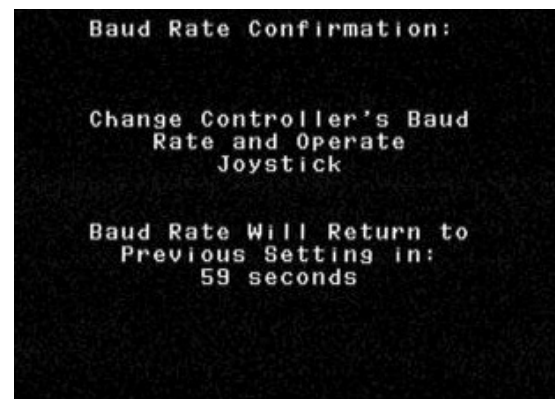 Baud Rate Confirmation:
Change Controller's Baud
Rate and Operate
Joystick
Baud Rate Will Return to
Previous Setting in:
59 seconds